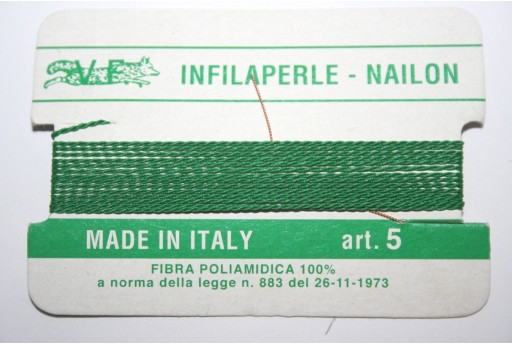 VF
INFILAPERLE - NAILON
MADE IN ITALY art. 5
FIBRA POLIAMIDICA 100%
a norma della legge n. 883 del 26-11-1973